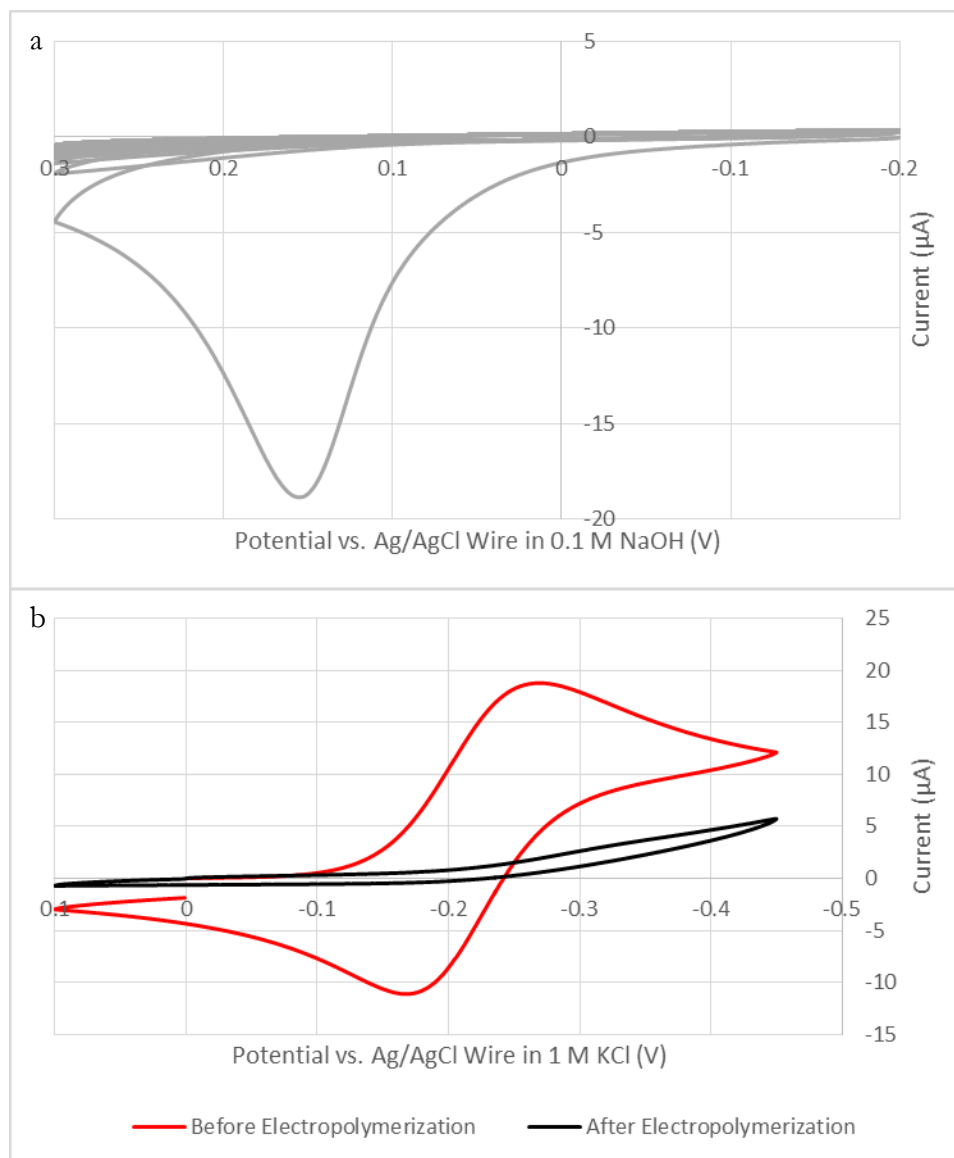 a
5
0
0.3 0.2 0.1 0 -0.1 -0.2
-5
-10
-15
-20
Current (µA)
Potential vs. Ag/AgCl Wire in 0.1 M NaOH (V)
b
25
20
15
10
5
0
0.1 0 -0.1 -0.2 -0.3 -0.4 -0.5
-5
-10
-15
Current (µA)
Potential vs. Ag/AgCl Wire in 1 M KCl (V)
Before Electropolymerization After Electropolymerization